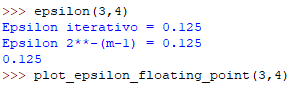 >>> epsilon(3,4)
Epsilon iterativo = 0.125
Epsilon 2**-(m-1) = 0.125
0.125
>>> plot_epsilon_floating_point(3,4)